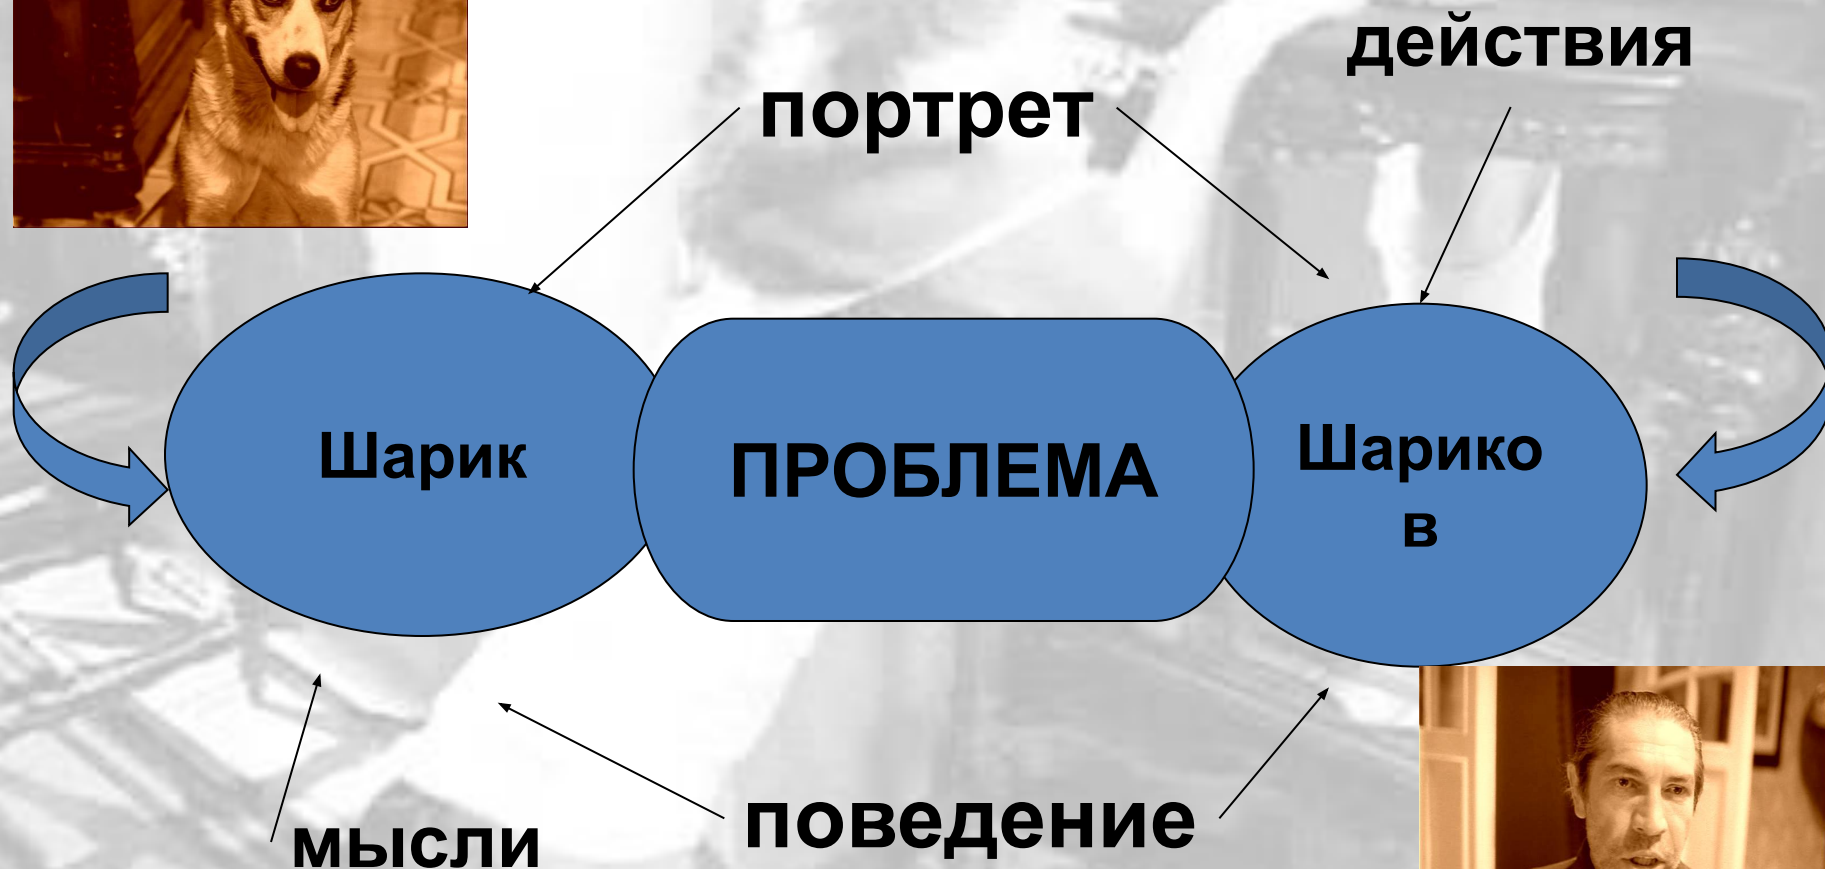 действия
портрет
Шарик
ПРОБЛЕМА
Шарико
в
поведение
мысли